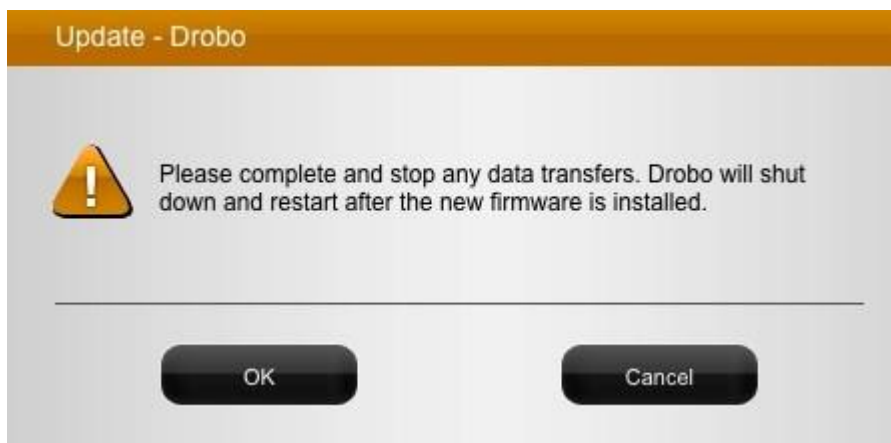 Update - Drobo
Please complete and stop any data transfers. Drobo will shut
down and restart after the new firmware is installed.
OK
Cancel